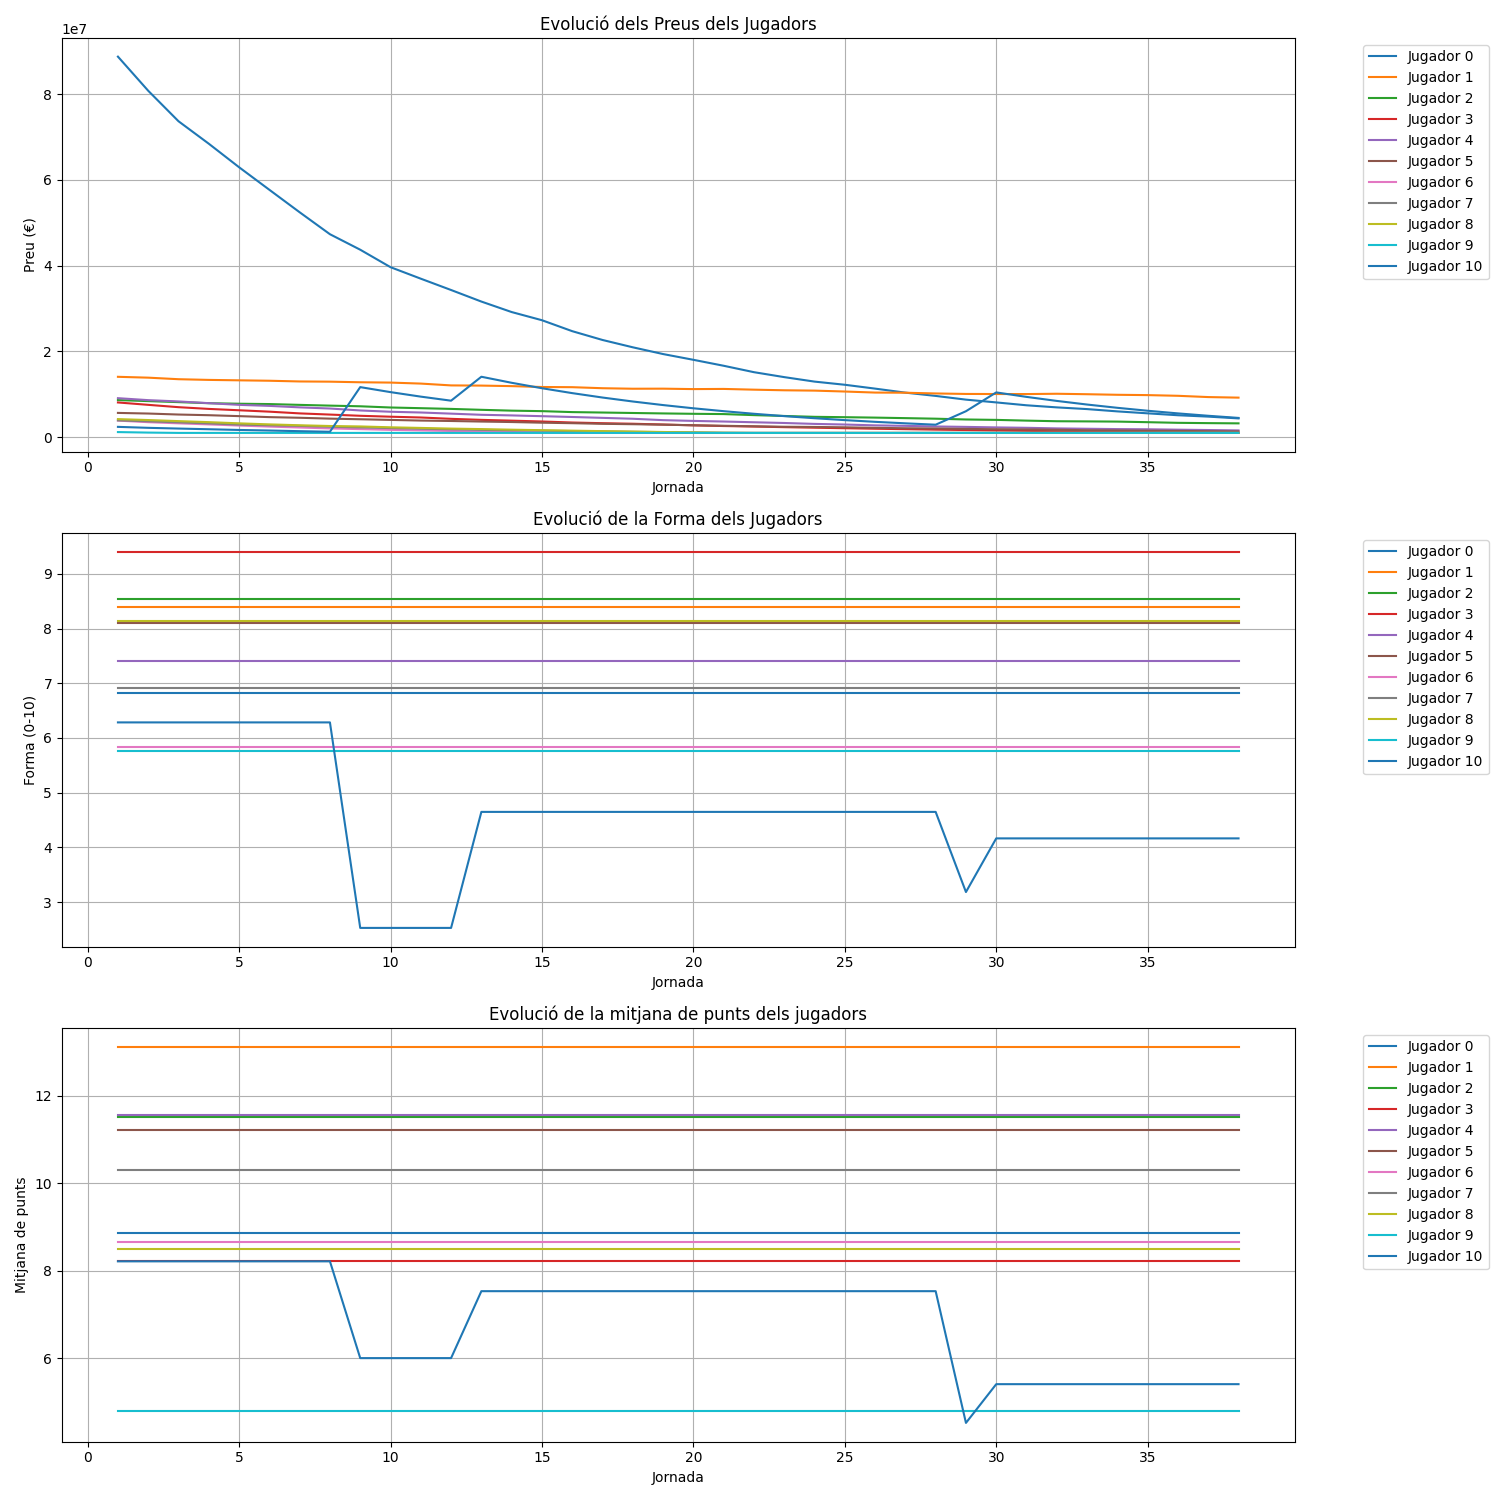 Evolució dels Preus dels Jugadors
1e7
Preu (€)
8
6
4
2
0
0 5 10 15 20 25 30 35
Jornada
Jugador 0
Jugador 1
Jugador 2
Jugador 3
Jugador 4
Jugador 5
Jugador 6
Jugador 7
Jugador 8
Jugador 9
Jugador 10
Evolució de la Forma dels Jugadors
Forma (0-10)
9
8
7
6
5
4
3
0 5 10 15 20 25 30 35
Jornada
Jugador 0
Jugador 1
Jugador 2
Jugador 3
Jugador 4
Jugador 5
Jugador 6
Jugador 7
Jugador 8
Jugador 9
Jugador 10
Evolució de la mitjana de punts dels jugadors
Mitjana de punts
12
10
8
6
0 5 10 15 20 25 30 35
Jornada
Jugador 0
Jugador 1
Jugador 2
Jugador 3
Jugador 4
Jugador 5
Jugador 6
Jugador 7
Jugador 8
Jugador 9
Jugador 10